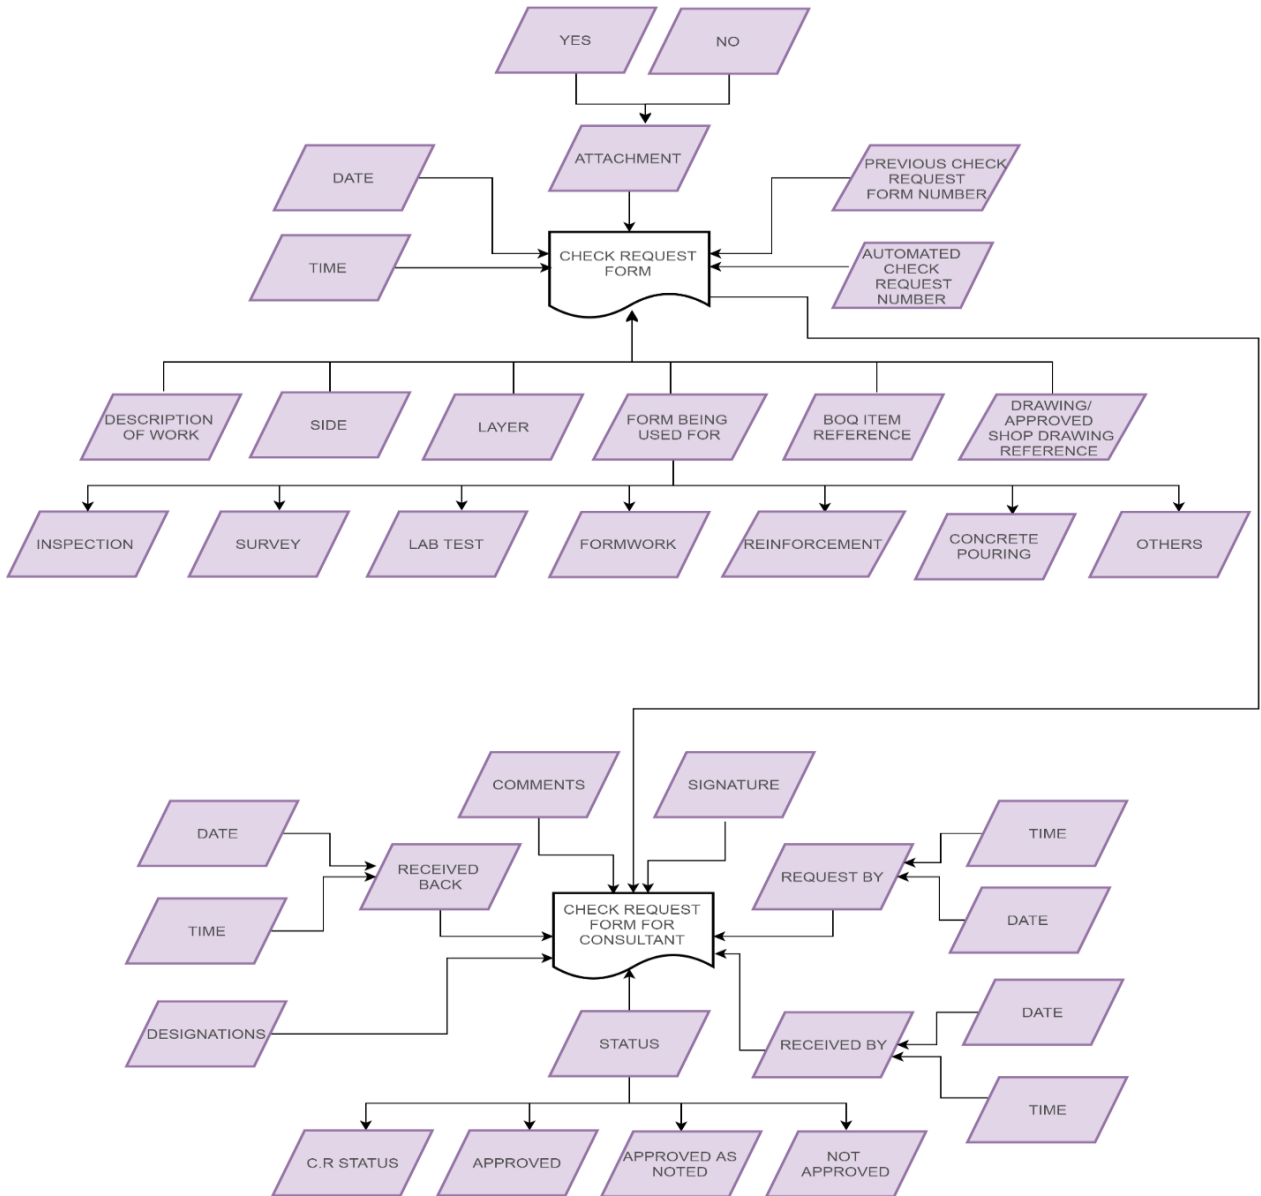 YES
NO
ATTACHMENT
DATE
PREVIOUS CHECK
REQUEST
FORM NUMBER
TIME
CHECK REQUEST
FORM
AUTOMATED
CHECK
REQUEST
NUMBER
DESCRIPTION
OF WORK
SIDE
LAYER
FORM BEING
USED FOR
BOQ ITEM
REFERENCE
DRAWING/
APPROVED
SHOP DRAWING
REFERENCE
INSPECTION
SURVEY
LAB TEST
FORMWORK
REINFORCEMENT
CONCRETE
POURING
OTHERS
COMMENTS
SIGNATURE
DATE
RECEIVED
BACK
TIME
REQUEST BY
TIME
DATE
CHECK REQUEST
FORM FOR
CONSULTANT
DESIGNATIONS
STATUS
RECEIVED BY
DATE
TIME
C.R STATUS
APPROVED
APPROVED AS
NOTED
NOT
APPROVED